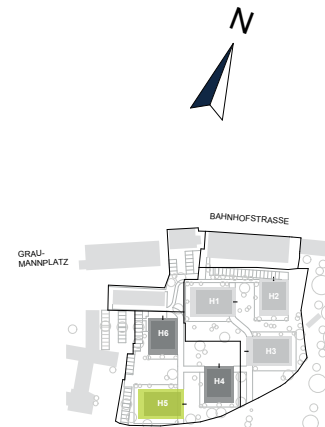 N
BAHNHOFSTRASSE
GRAU-
MANNPLATZ
H1
H2
H6
H3
H4
H5